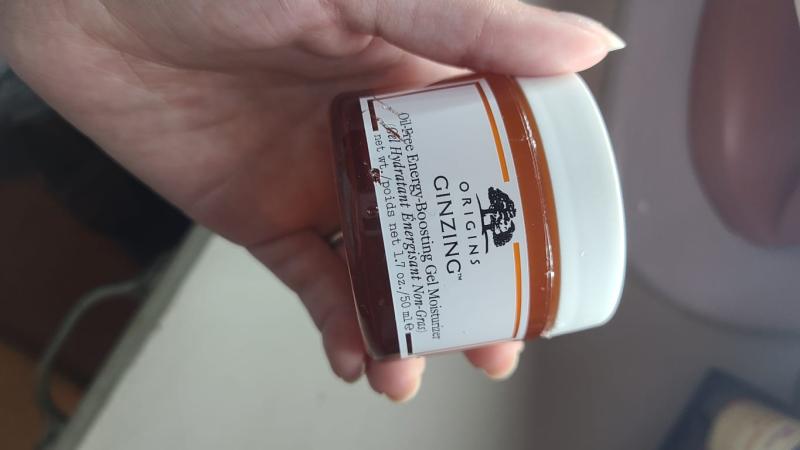 ORIGINS
GINZING™
Oil-Free Energy-Boosting Gel Moisturizer
Gel Hydratant Énergisant Non-Gras
net wt./poids net 1.7 oz./50 ml e